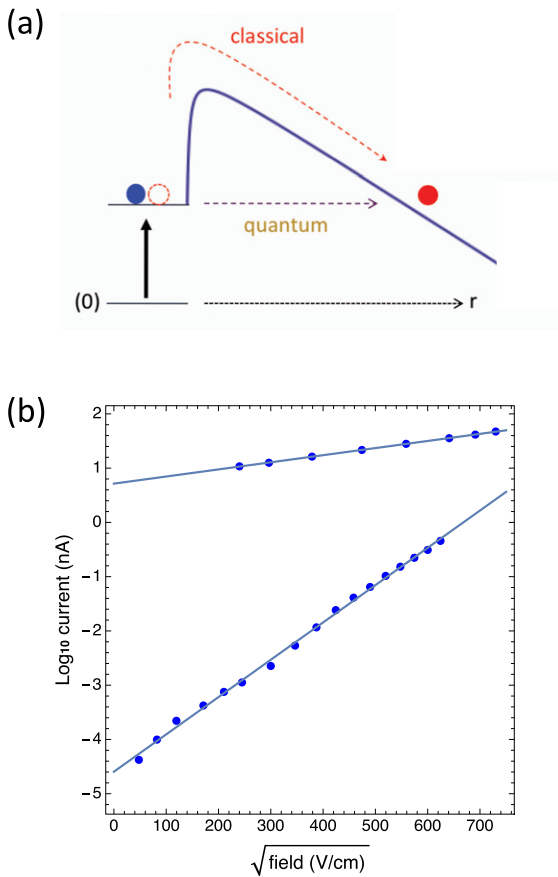 (a)
classical
quantum
(0)
r
(b)
2
1
0
−1
−2
−3
−4
−5
Log₁₀ current (nA)
0 100 200 300 400 500 600 700
√field (V/cm)